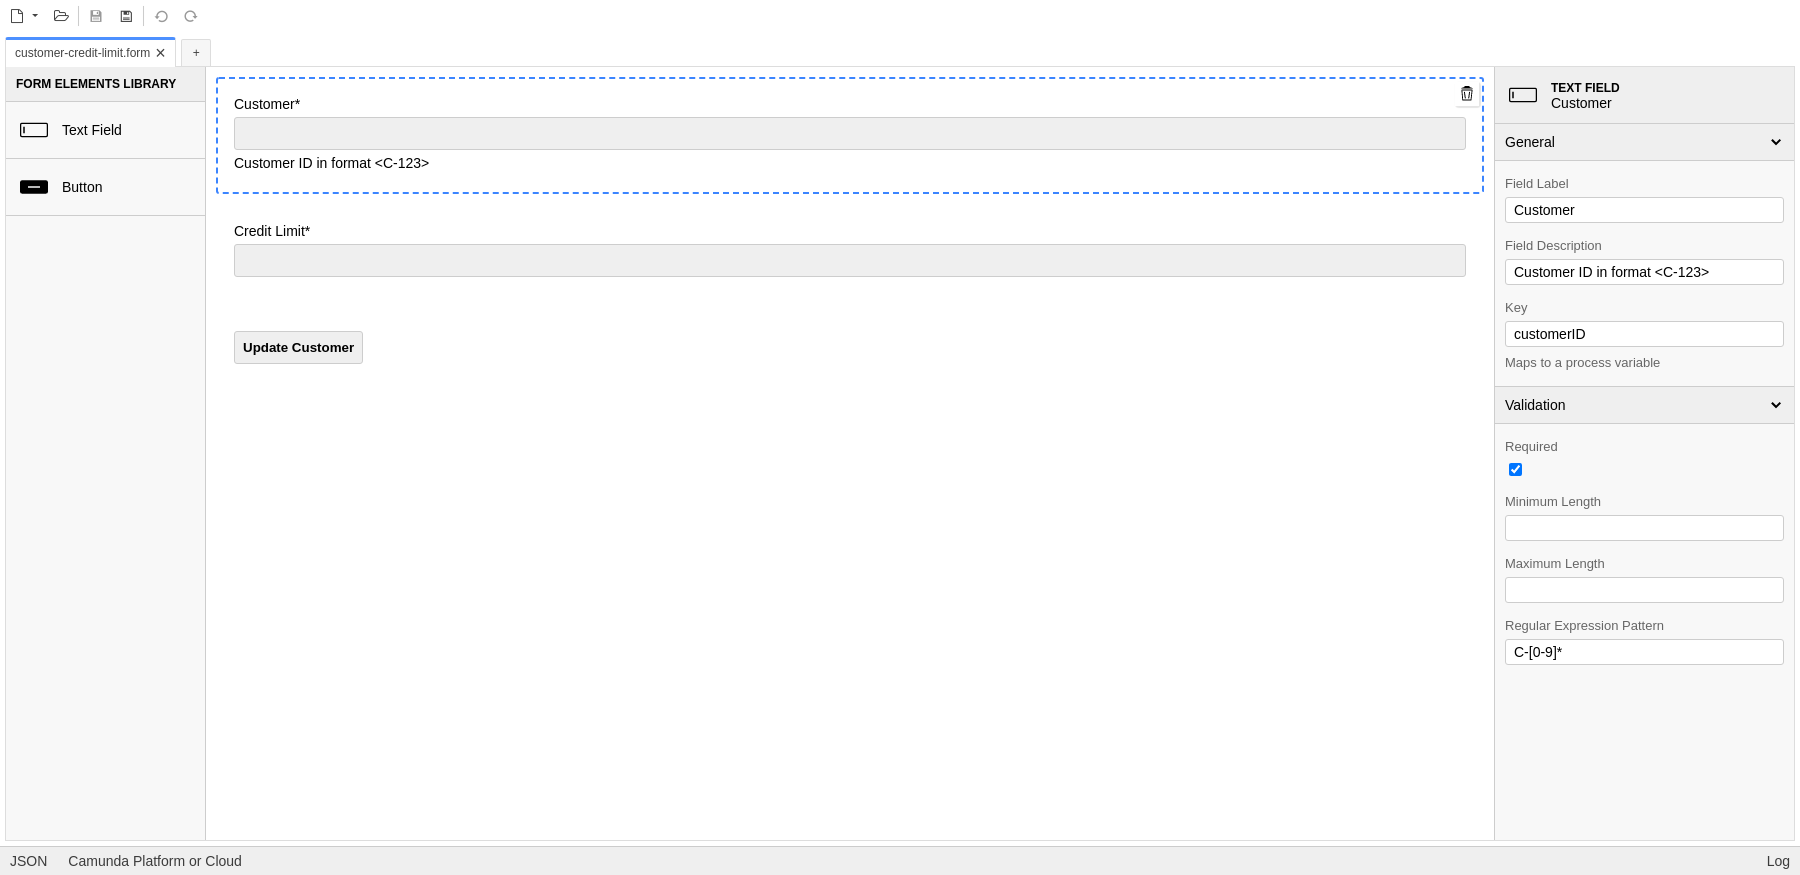 customer-credit-limit.form
+
FORM ELEMENTS LIBRARY
Text Field
Button
Customer*
Customer ID in format <C-123>
Credit Limit*
Update Customer
TEXT FIELD
Customer
General
Field Label
Customer
Field Description
Customer ID in format <C-123>
Key
customerID
Maps to a process variable
Validation
Required
Minimum Length
Maximum Length
Regular Expression Pattern
C-[0-9]*
JSON Camunda Platform or Cloud Log